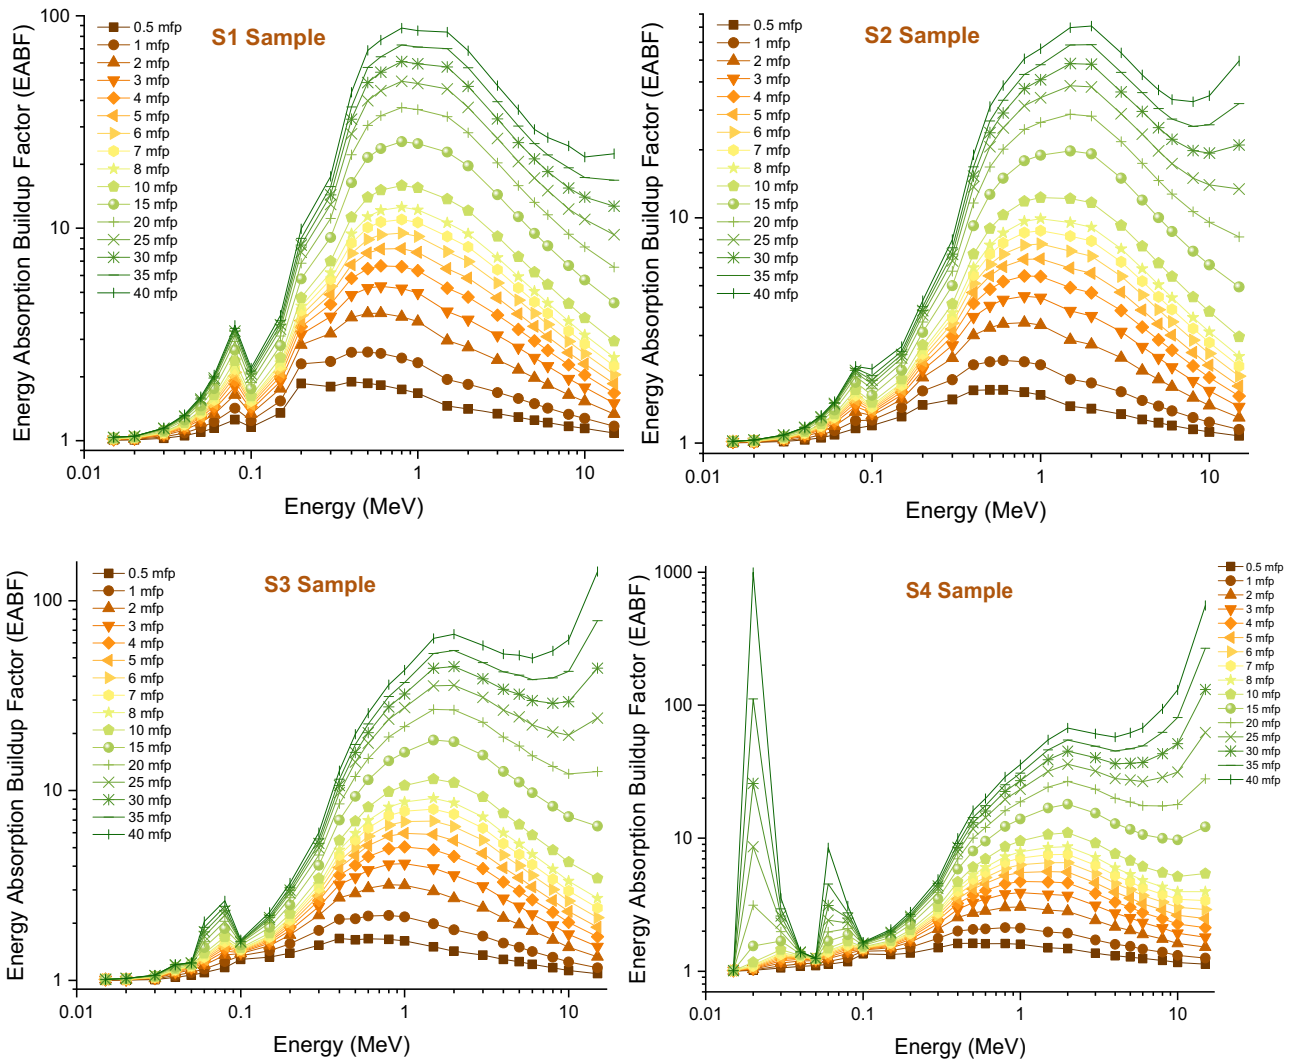 S1 Sample
Energy Absorption Buildup Factor (EABF)
100
10
1
0.5 mfp
1 mfp
2 mfp
3 mfp
4 mfp
5 mfp
6 mfp
7 mfp
8 mfp
10 mfp
15 mfp
20 mfp
25 mfp
30 mfp
35 mfp
40 mfp
0.01
0.1
1
10
Energy (MeV)
S2 Sample
Energy Absorption Buildup Factor (EABF)
10
1
0.5 mfp
1 mfp
2 mfp
3 mfp
4 mfp
5 mfp
6 mfp
7 mfp
8 mfp
10 mfp
15 mfp
20 mfp
25 mfp
30 mfp
35 mfp
40 mfp
0.01
0.1
1
10
Energy (MeV)
S3 Sample
Energy Absorption Buildup Factor (EABF)
100
10
1
0.5 mfp
1 mfp
2 mfp
3 mfp
4 mfp
5 mfp
6 mfp
7 mfp
8 mfp
10 mfp
15 mfp
20 mfp
25 mfp
30 mfp
35 mfp
40 mfp
0.01
0.1
1
10
Energy (MeV)
S4 Sample
Energy Absorption Buildup Factor (EABF)
1000
100
10
1
0.5 mfp
1 mfp
2 mfp
3 mfp
4 mfp
5 mfp
6 mfp
7 mfp
8 mfp
10 mfp
15 mfp
20 mfp
25 mfp
30 mfp
35 mfp
40 mfp
0.01
0.1
1
10
Energy (MeV)